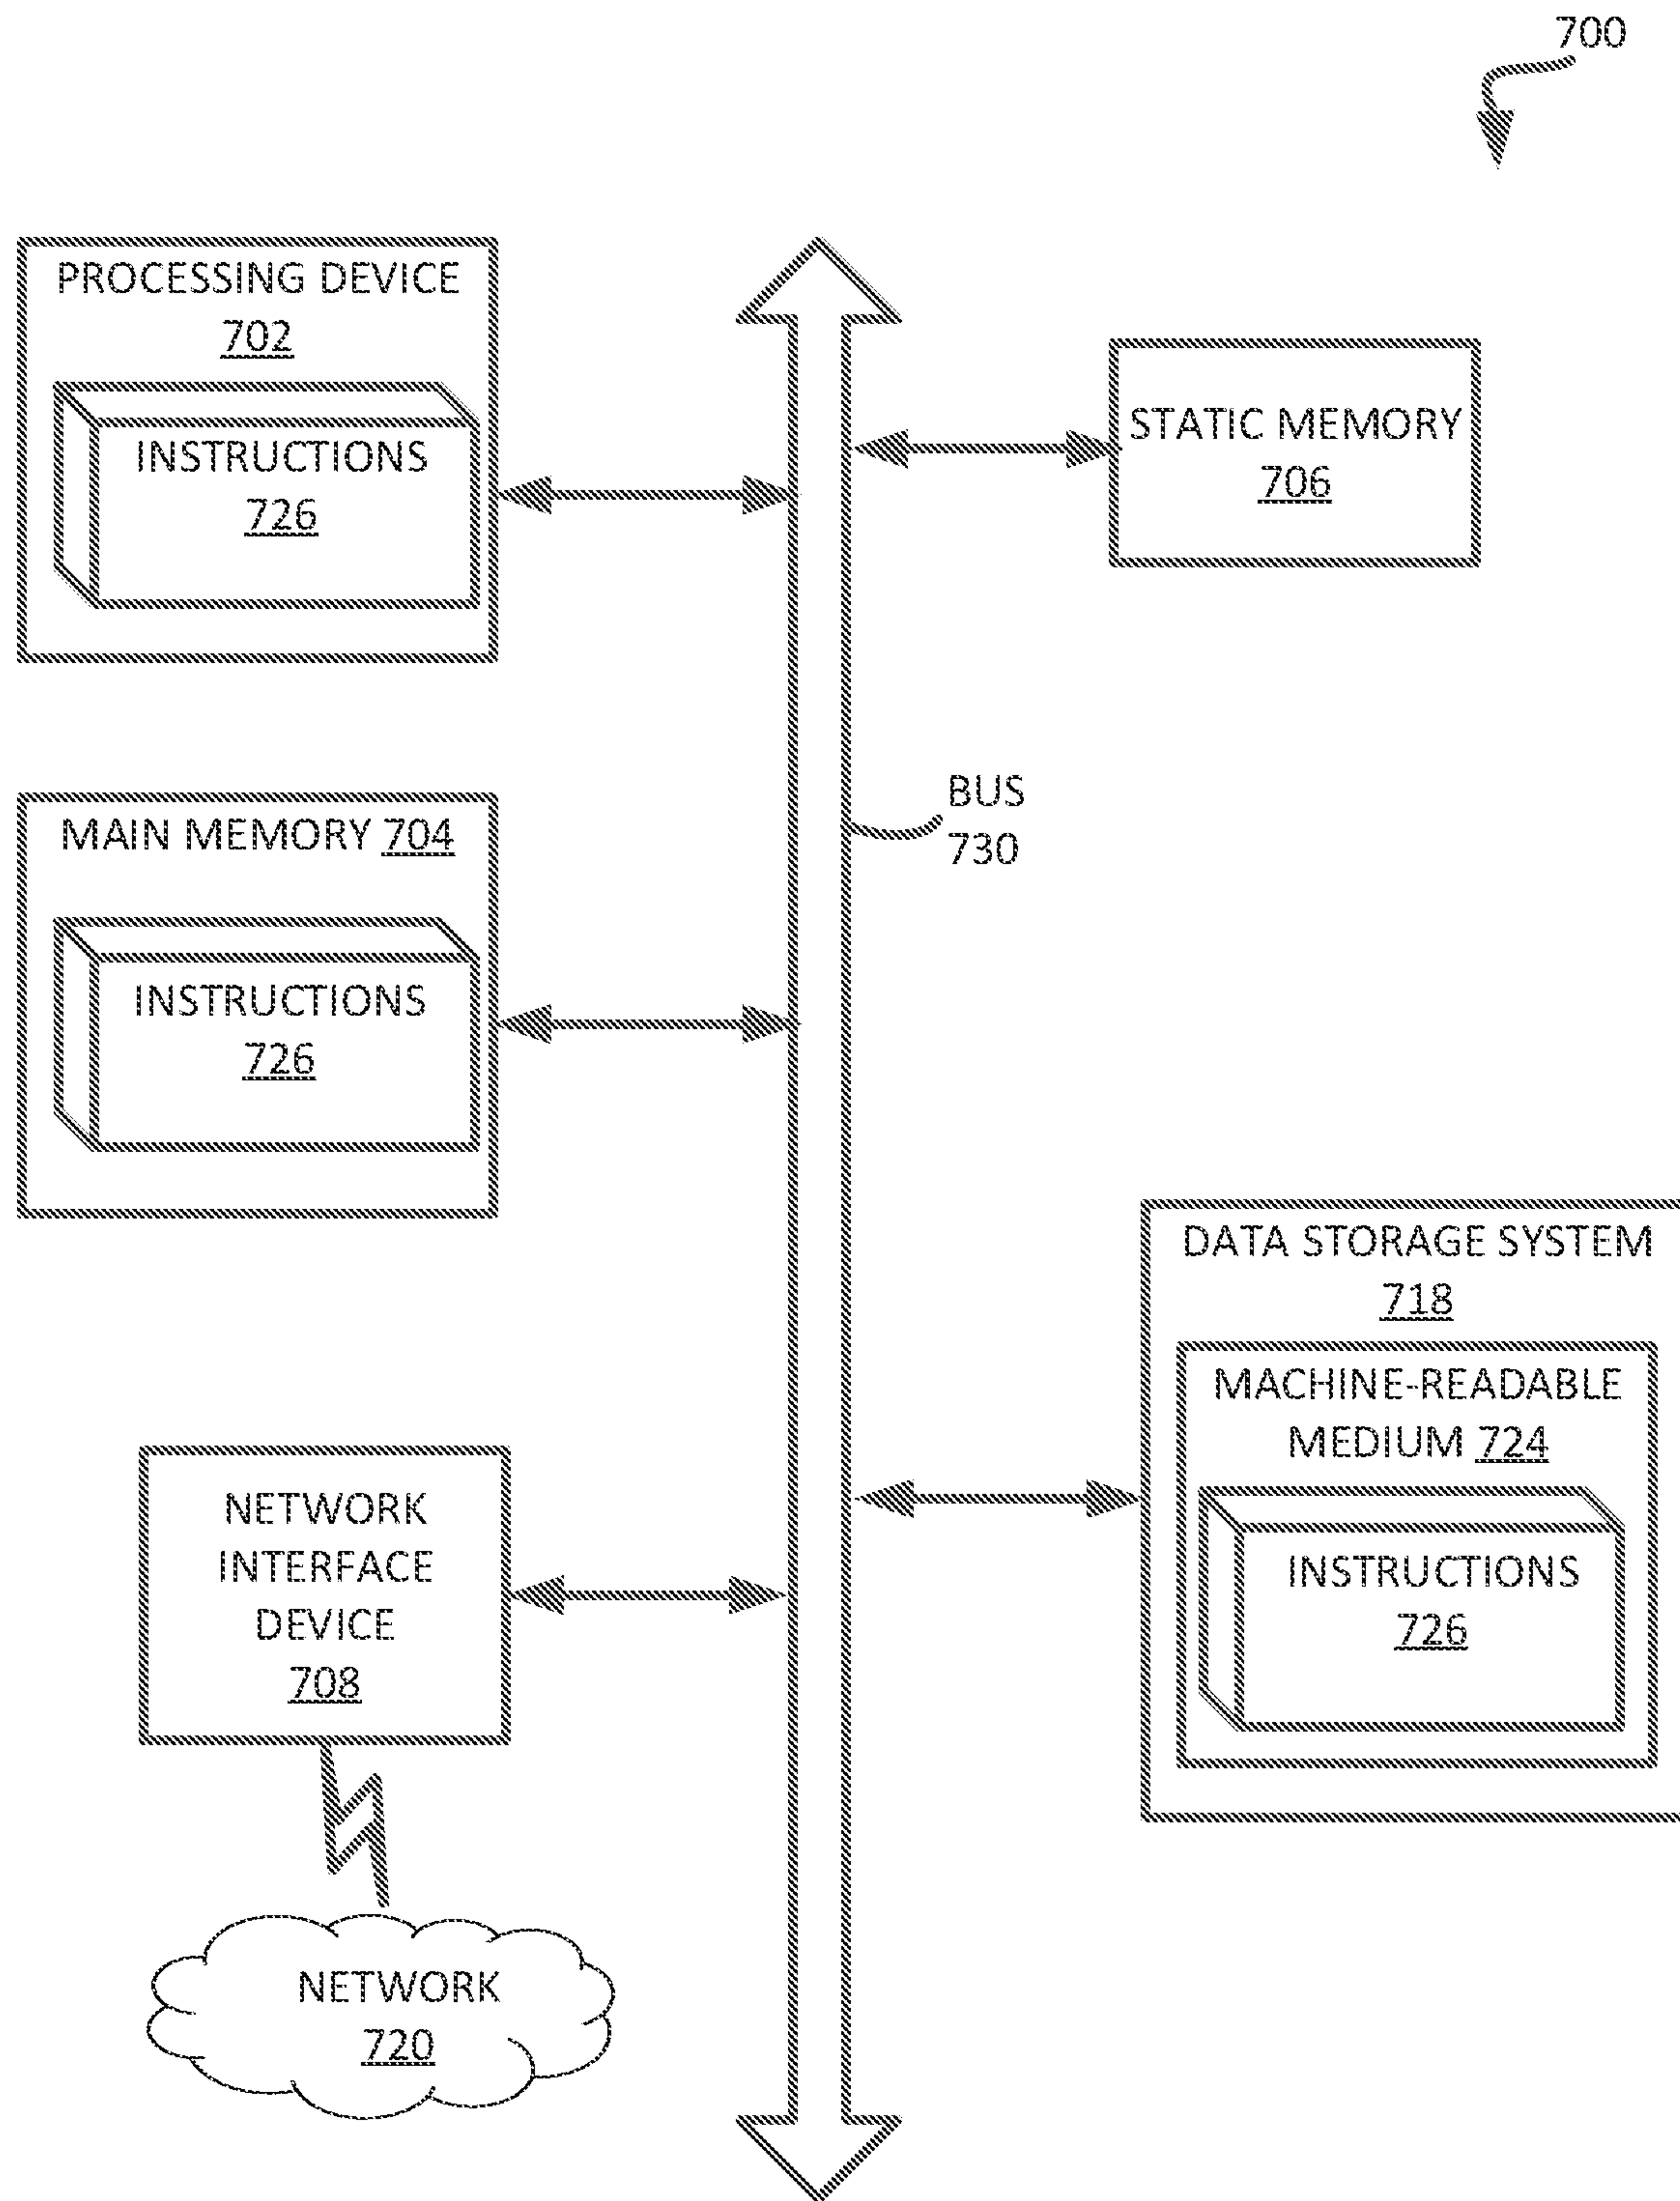 700
PROCESSING DEVICE
702
INSTRUCTIONS
726
STATIC MEMORY
706
BUS
730
MAIN MEMORY 704
INSTRUCTIONS
726
DATA STORAGE SYSTEM
718
MACHINE-READABLE
MEDIUM 724
INSTRUCTIONS
726
NETWORK
INTERFACE
DEVICE
708
NETWORK
720